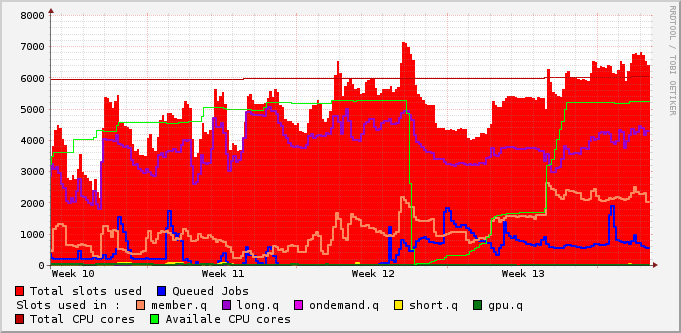 8000
7000
6000
5000
4000
3000
2000
1000
0
Week 10 Week 11 Week 12 Week 13
RRDTOOL / TOBI OETIKER
Total slots used Queued Jobs
Slots used in : member.q long.q ondemand.q short.q gpu.q
Total CPU cores Availale CPU cores